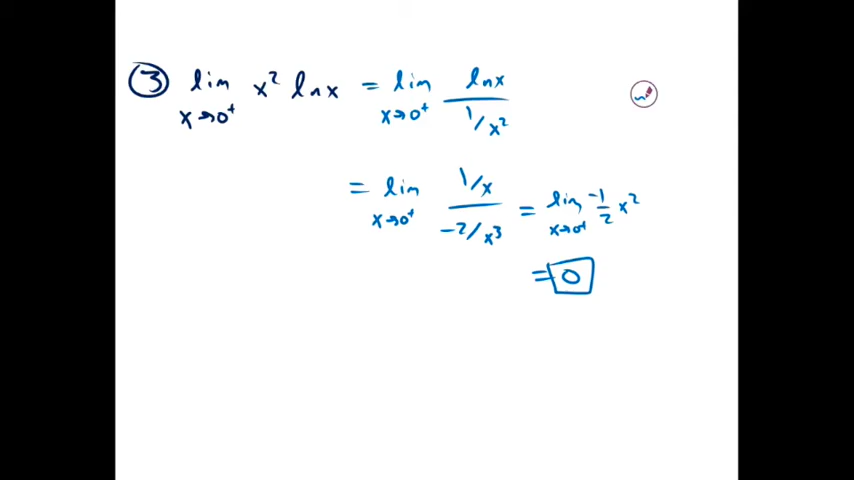 ③ lim x→0⁺ x² ln x = lim x→0⁺ ln x / (1/x²)
= lim x→0⁺ (1/x) / (-2/x³) = lim x→0⁺ -1/2 x²
= 0